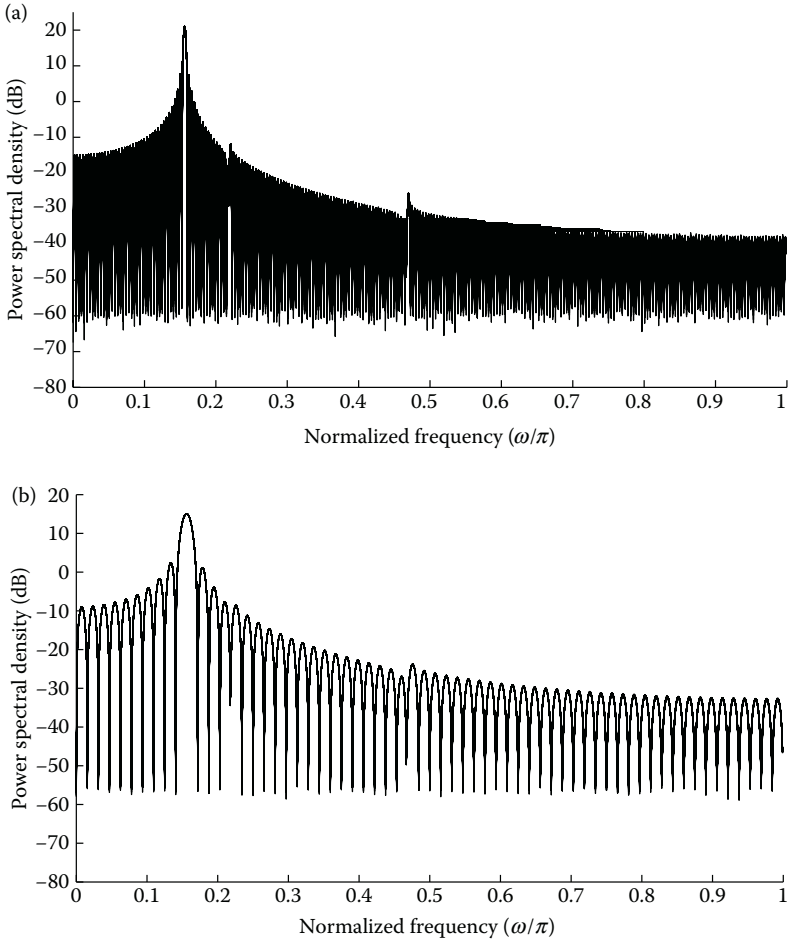 (a)
20
10
0
–10
–20
–30
–40
–50
–60
–70
–80
Power spectral density (dB)
0 0.1 0.2 0.3 0.4 0.5 0.6 0.7 0.8 0.9 1
Normalized frequency (ω/π)
(b)
20
10
0
–10
–20
–30
–40
–50
–60
–70
–80
Power spectral density (dB)
0 0.1 0.2 0.3 0.4 0.5 0.6 0.7 0.8 0.9 1
Normalized frequency (ω/π)